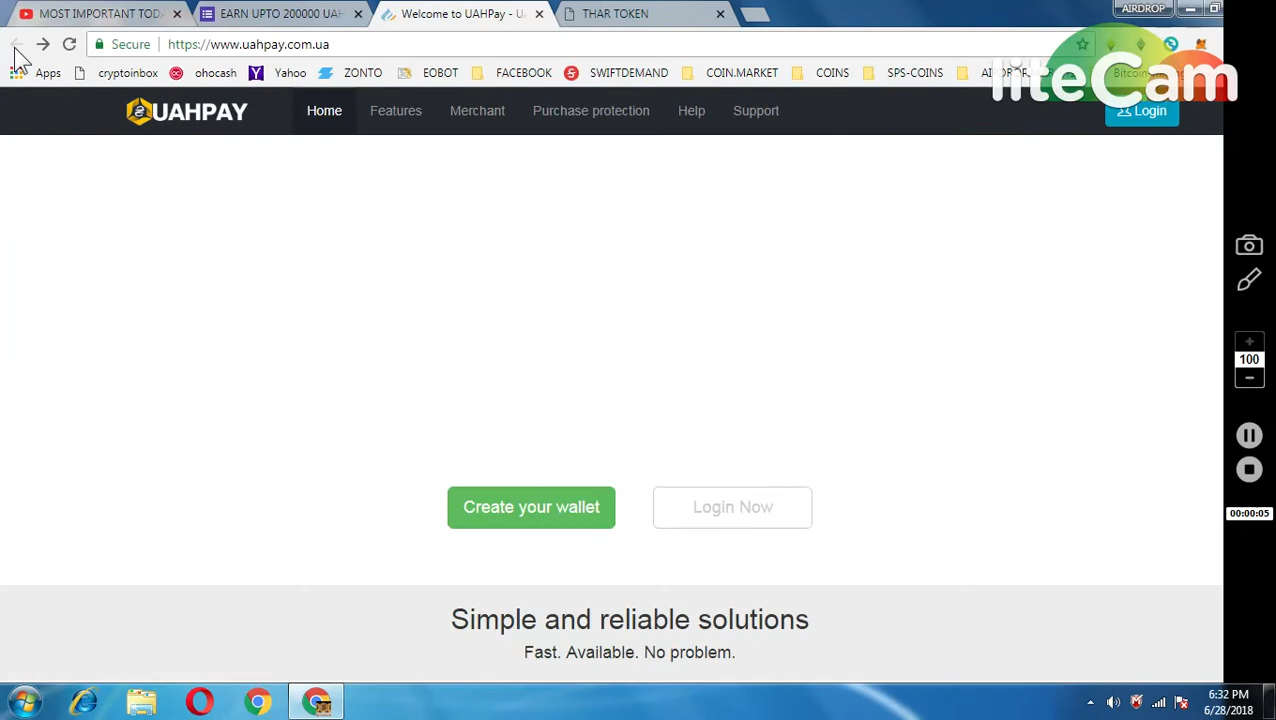 MOST IMPORTANT TODA
EARN UPTO 200000 UAH
Welcome to UAHPay - U
THAR TOKEN
AIRDROP
Secure
https://www.uahpay.com.ua
Apps
cryptoinbox
ohocash
Yahoo
EOBOT
FACEBOOK
SWIFTDEMAND
COIN.MARKET
COINS
SPS-COINS
liteCam
UAHPAY
Home
Features
Merchant
Purchase protection
Help
Support
Login
100
Create your wallet
Login Now
00:00:05
Simple and reliable solutions
Fast. Available. No problem.
6:32 PM
6/28/2018